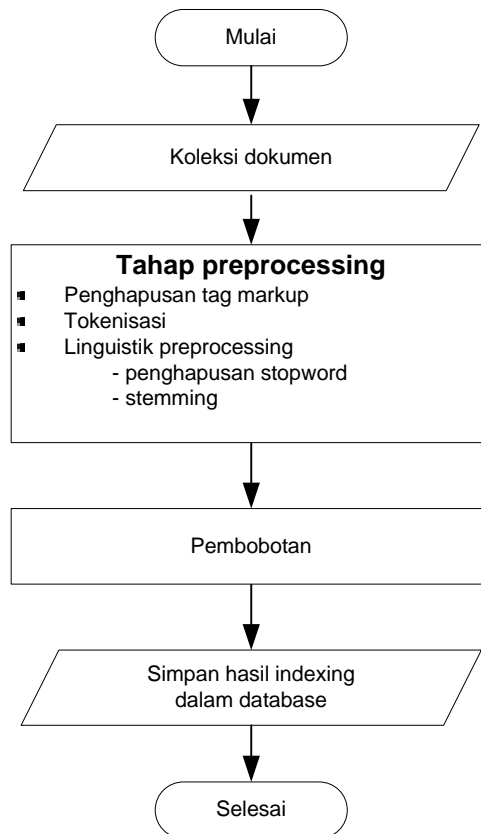 Mulai
Koleksi dokumen
Tahap preprocessing
Penghapusan tag markup
Tokenisasi
Linguistik preprocessing
- penghapusan stopword
- stemming
Pembobotan
Simpan hasil indexing
dalam database
Selesai